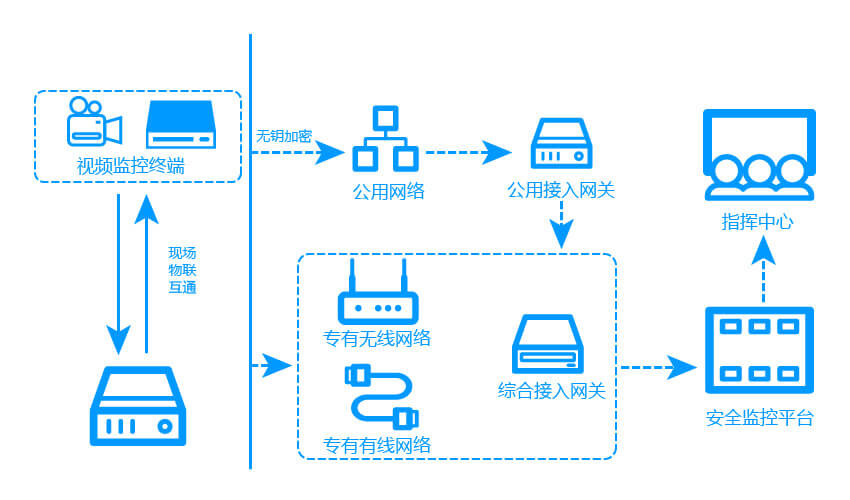 视频监控终端
无钥加密
公用网络
公用接入网关
指挥中心
现场
物联
互通
专有无线网络
综合接入网关
专有有线网络
安全监控平台